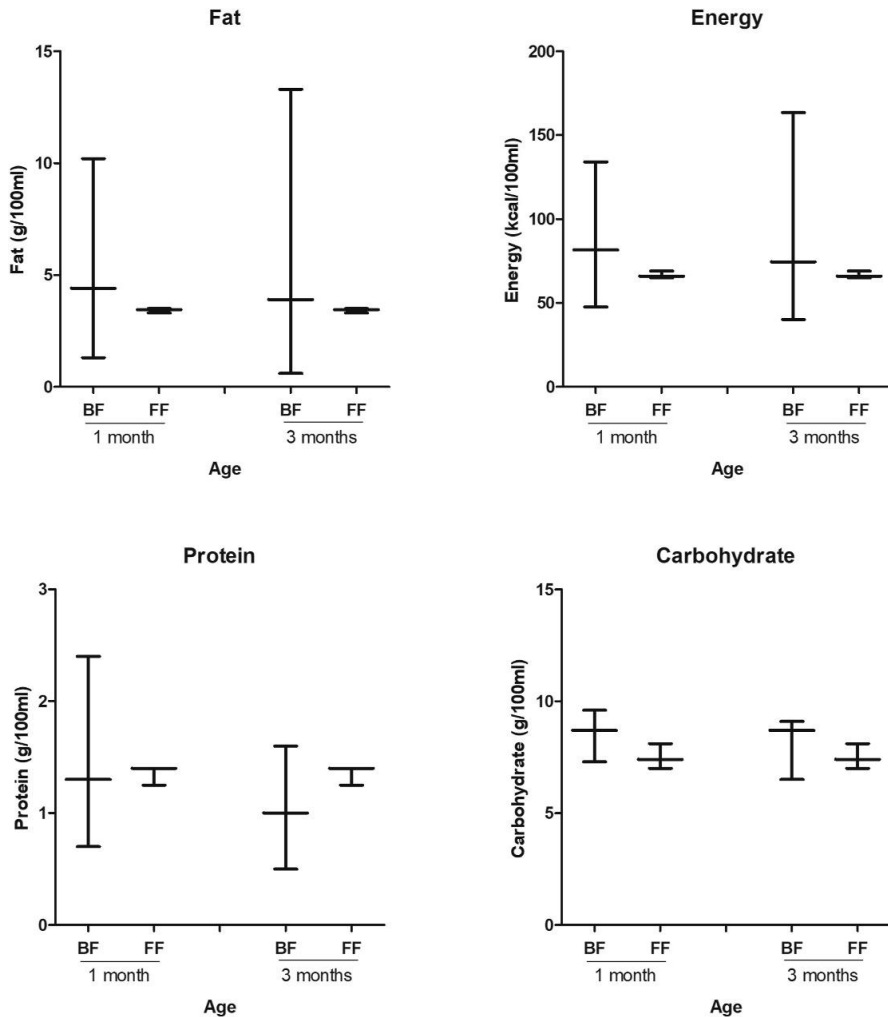 Fat
15
10
5
0
Fat (g/100ml)
BF FF BF FF
1 month 3 months
Age
Energy
200
150
100
50
0
Energy (kcal/100ml)
BF FF BF FF
1 month 3 months
Age
Protein
3
2
1
0
Protein (g/100ml)
BF FF BF FF
1 month 3 months
Age
Carbohydrate
15
10
5
0
Carbohydrate (g/100ml)
BF FF BF FF
1 month 3 months
Age